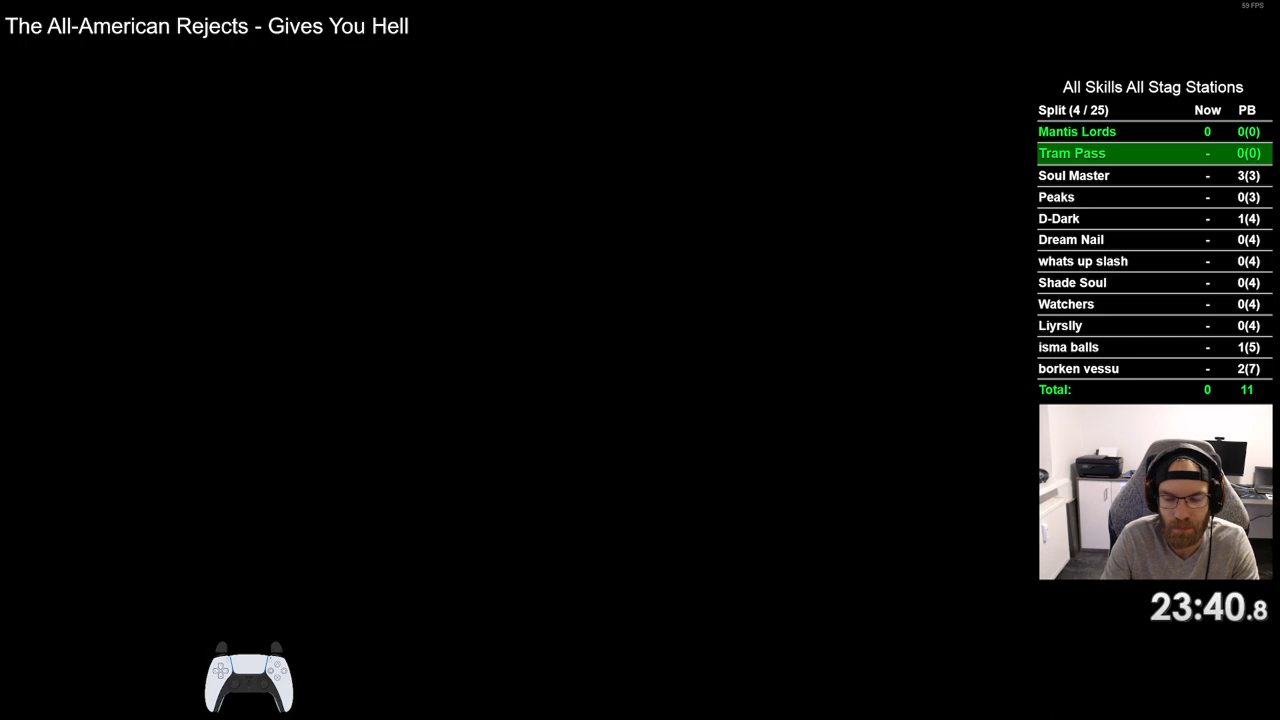 59 FPS
The All-American Rejects - Gives You Hell
All Skills All Stag Stations
Split (4 / 25) Now PB
Mantis Lords 0 0(0)
Tram Pass - 0(0)
Soul Master - 3(3)
Peaks - 0(3)
D-Dark - 1(4)
Dream Nail - 0(4)
whats up slash - 0(4)
Shade Soul - 0(4)
Watchers - 0(4)
Liyrslly - 0(4)
isma balls - 1(5)
borken vessu - 2(7)
Total: 0 11
23:40.8